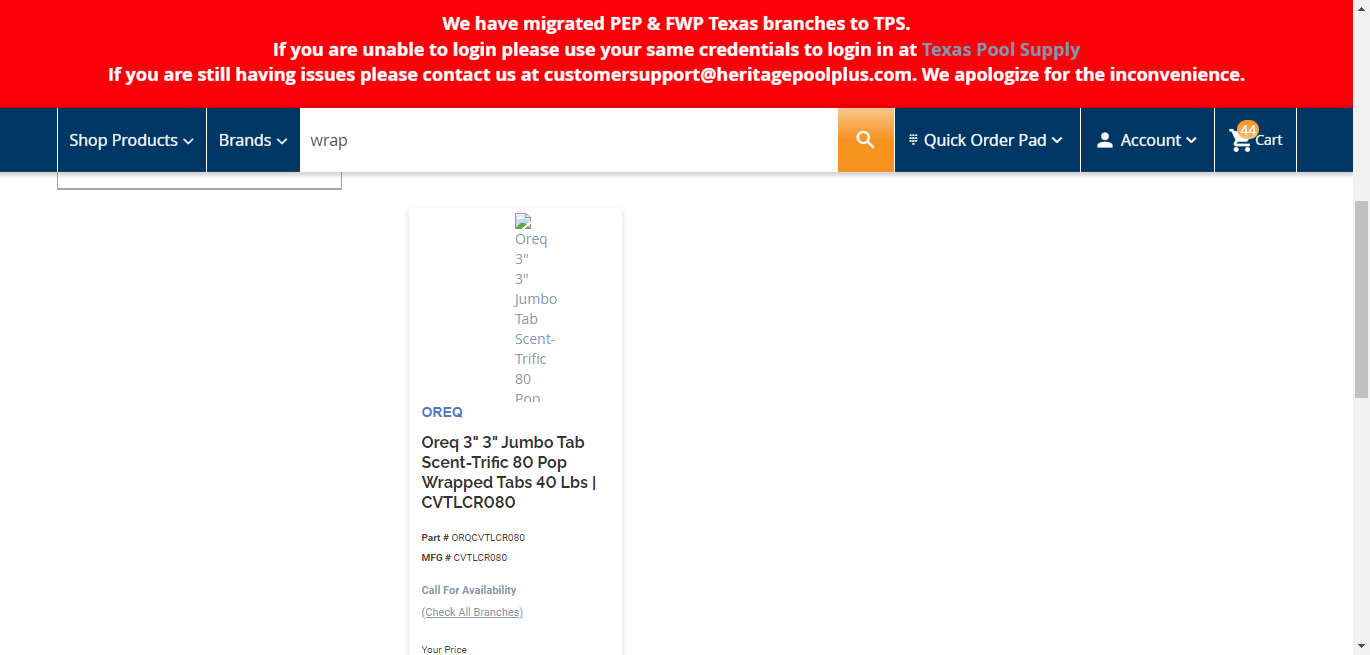 We have migrated PEP & FWP Texas branches to TPS.
If you are unable to login please use your same credentials to login in at Texas Pool Supply
If you are still having issues please contact us at customersupport@heritagepoolplus.com. We apologize for the inconvenience.
Shop Products
Brands
wrap
Quick Order Pad
Account
44
Cart
Oreq
3"
3"
Jumbo
Tab
Scent-
Trific
80
Pop
OREQ
Oreq 3" 3" Jumbo Tab
Scent-Trific 80 Pop
Wrapped Tabs 40 Lbs |
CVTLCR080
Part # ORQCVTLCR080
MFG # CVTLCR080
Call For Availability
(Check All Branches)
Your Price